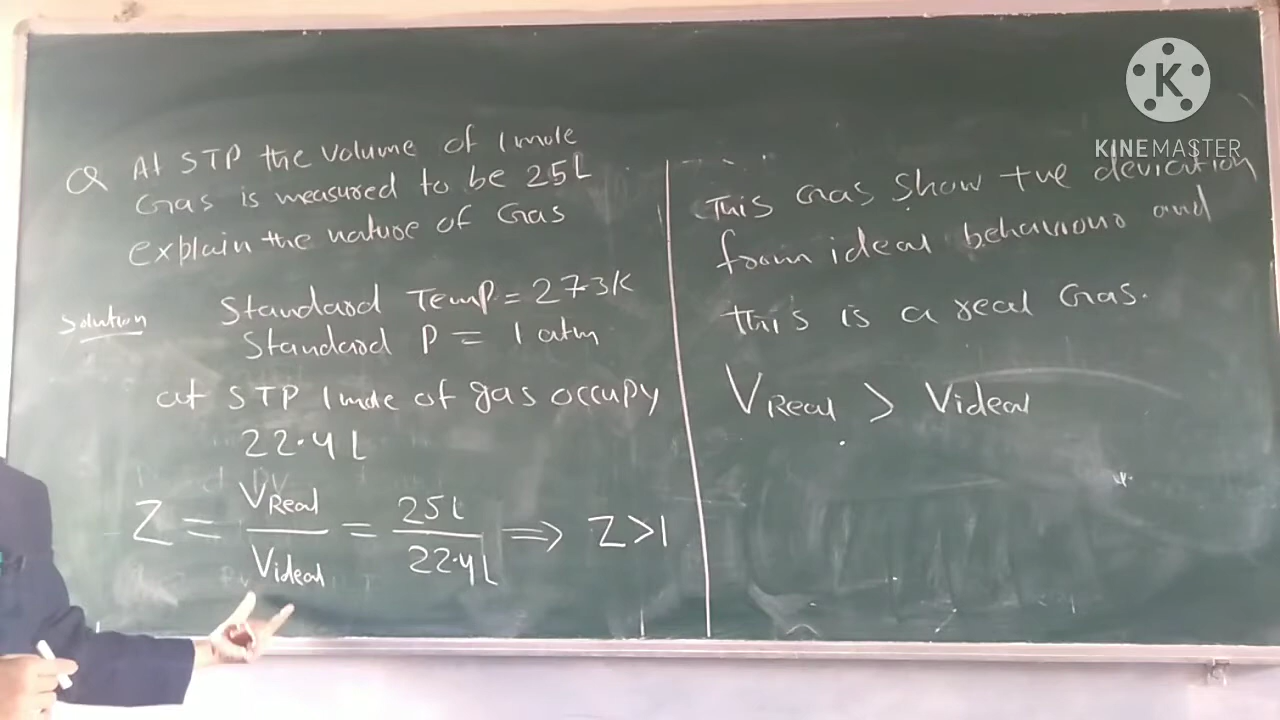 Q At STP the volume of 1 mole
Gas is measured to be 25L
explain the nature of Gas
Solution
Standard Temp = 273K
Standard P = 1 atm
at STP 1 mole of gas occupy
22.4 L
Z = VReal / Videal = 25L / 22.4L ⇒ Z > 1
This Gas show +ve deviation
from ideal behaviour and
this is a real Gas.
VReal > Videal
K
KINEMASTER